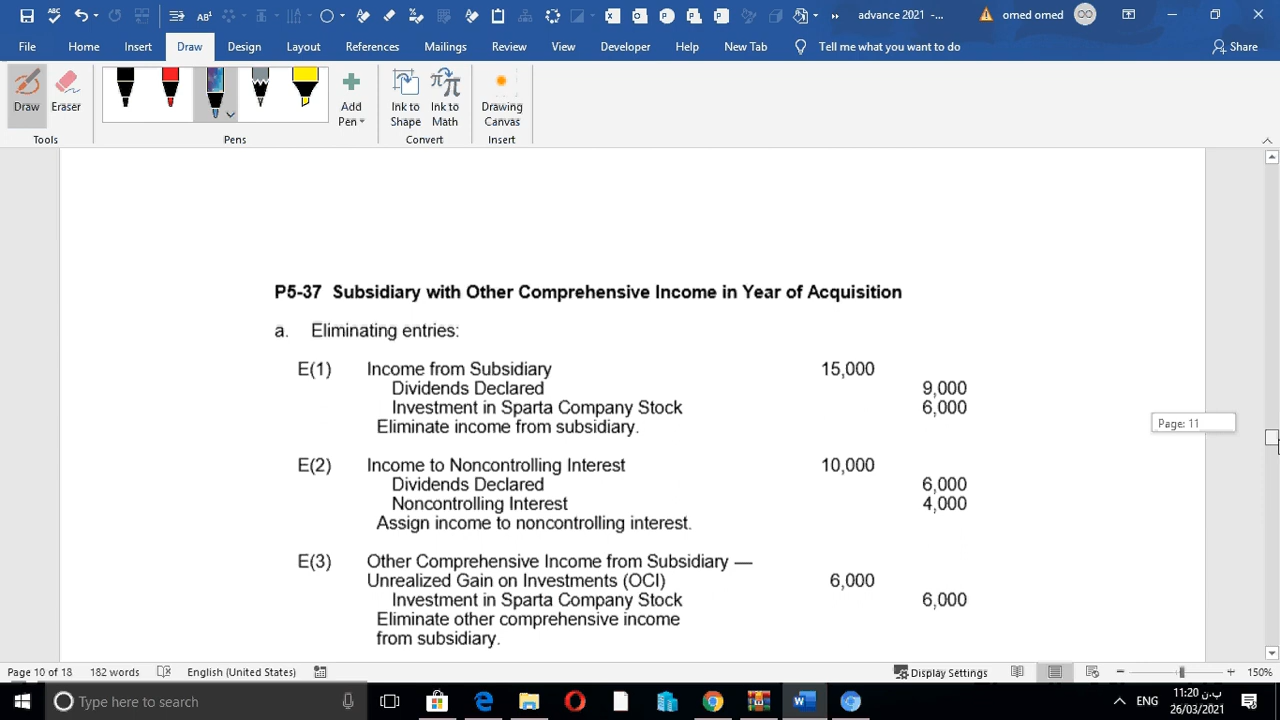 advance 2021 -...
omed omed
OO
File
Home
Insert
Draw
Design
Layout
References
Mailings
Review
View
Developer
Help
New Tab
Tell me what you want to do
Share
Draw
Eraser
Add Pen
Ink to Shape
Ink to Math
Drawing Canvas
Tools
Pens
Convert
Insert
P5-37 Subsidiary with Other Comprehensive Income in Year of Acquisition
a. Eliminating entries:
E(1) Income from Subsidiary 15,000
Dividends Declared 9,000
Investment in Sparta Company Stock 6,000
Eliminate income from subsidiary.
Page: 11
E(2) Income to Noncontrolling Interest 10,000
Dividends Declared 6,000
Noncontrolling Interest 4,000
Assign income to noncontrolling interest.
E(3) Other Comprehensive Income from Subsidiary —
Unrealized Gain on Investments (OCI) 6,000
Investment in Sparta Company Stock 6,000
Eliminate other comprehensive income
from subsidiary.
Page 10 of 18
182 words
English (United States)
Display Settings
150%
Type here to search
ENG
11:20 ب.ن
26/03/2021